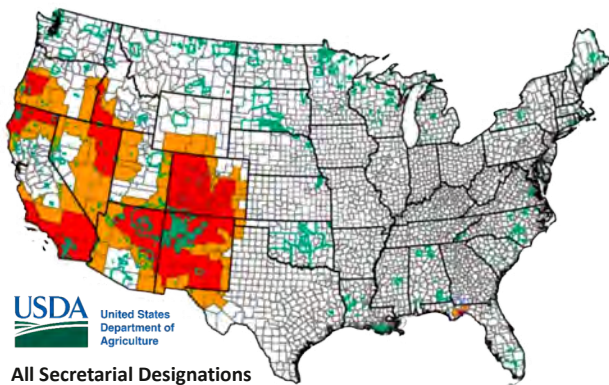 USDA
United States
Department of
Agriculture
All Secretarial Designations